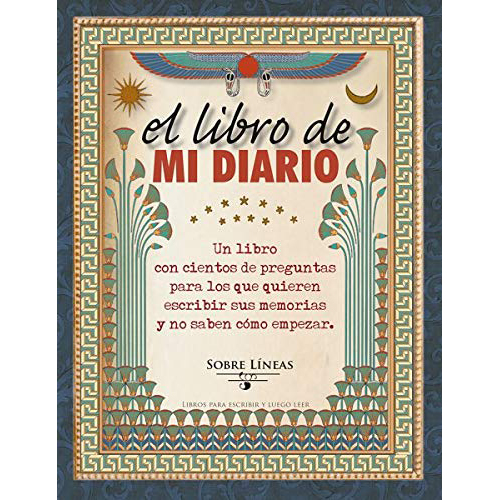 el libro de
MI DIARIO
Un libro
con cientos de preguntas
para los que quieren
escribir sus memorias
y no saben cómo empezar.
SOBRE LÍNEAS
LIBROS PARA ESCRIBIR Y LUEGO LEER